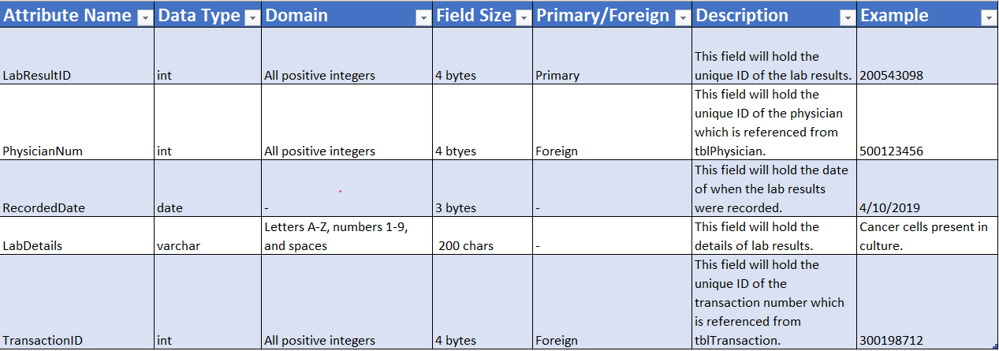 Attribute Name Data Type Domain Field Size Primary/Foreign Description Example
This field will hold the
LabResultID int All positive integers 4 bytes Primary unique ID of the lab results. 200543098
This field will hold the
unique ID of the physician
which is referenced from
PhysicianNum int All positive integers 4 btyes Foreign tblPhysician. 500123456
This field will hold the date
of when the lab results
RecordedDate date - 3 bytes - were recorded. 4/10/2019
Letters A-Z, numbers 1-9, This field will hold the Cancer cells present in
LabDetails varchar and spaces 200 chars - details of lab results. culture.
This field will hold the
unique ID of the
transaction number which
is referenced from
TransactionID int All positive integers 4 bytes Foreign tblTransaction. 300198712